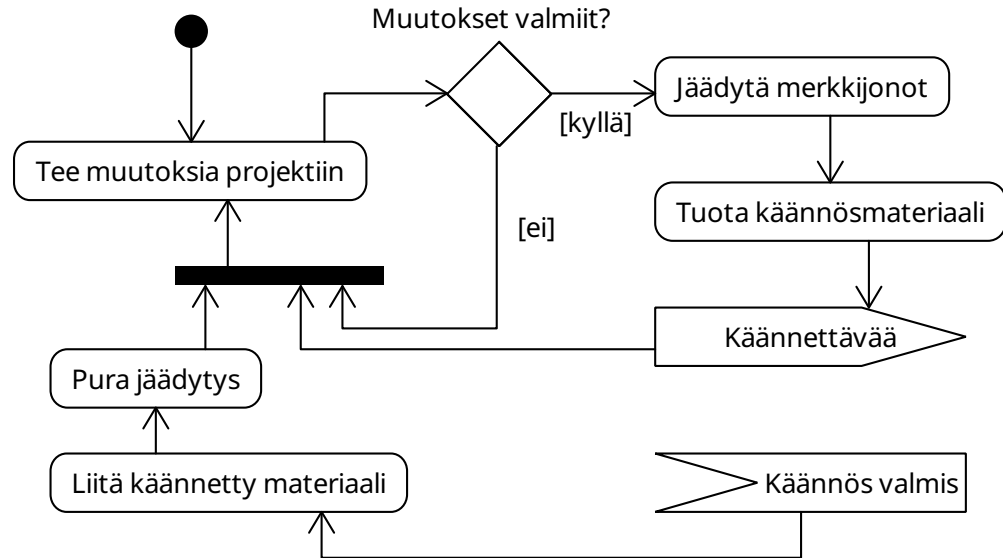 Muutokset valmiit?
Jäädytä merkkijonot
[kyllä]
Tee muutoksia projektiin
Tuota käännösmateriaali
[ei]
Käännettävää
Pura jäädytys
Liitä käännetty materiaali
Käännös valmis